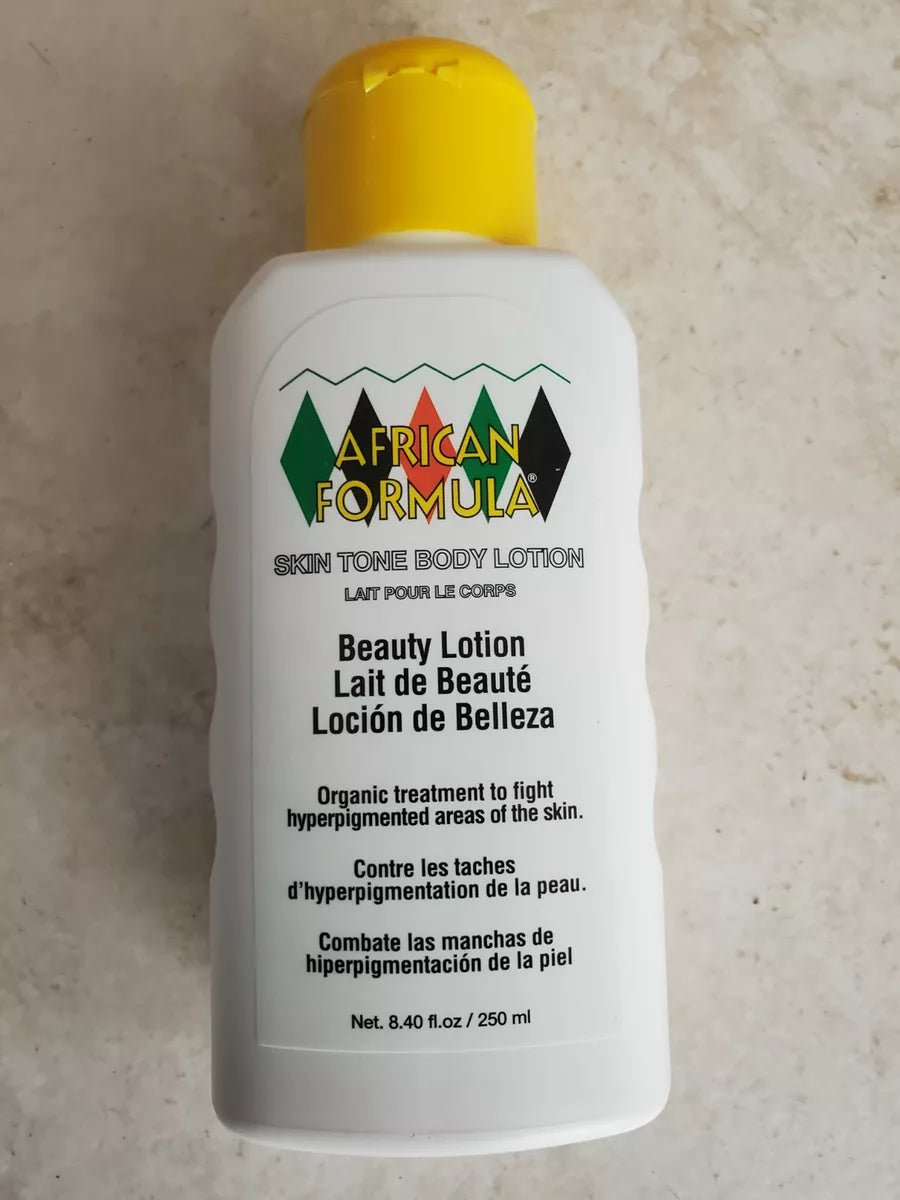 AFRICAN
FORMULA®
SKIN TONE BODY LOTION
LAIT POUR LE CORPS
Beauty Lotion
Lait de Beauté
Loción de Belleza
Organic treatment to fight
hyperpigmented areas of the skin.
Contre les taches
d'hyperpigmentation de la peau.
Combate las manchas de
hiperpigmentación de la piel
Net. 8.40 fl.oz / 250 ml